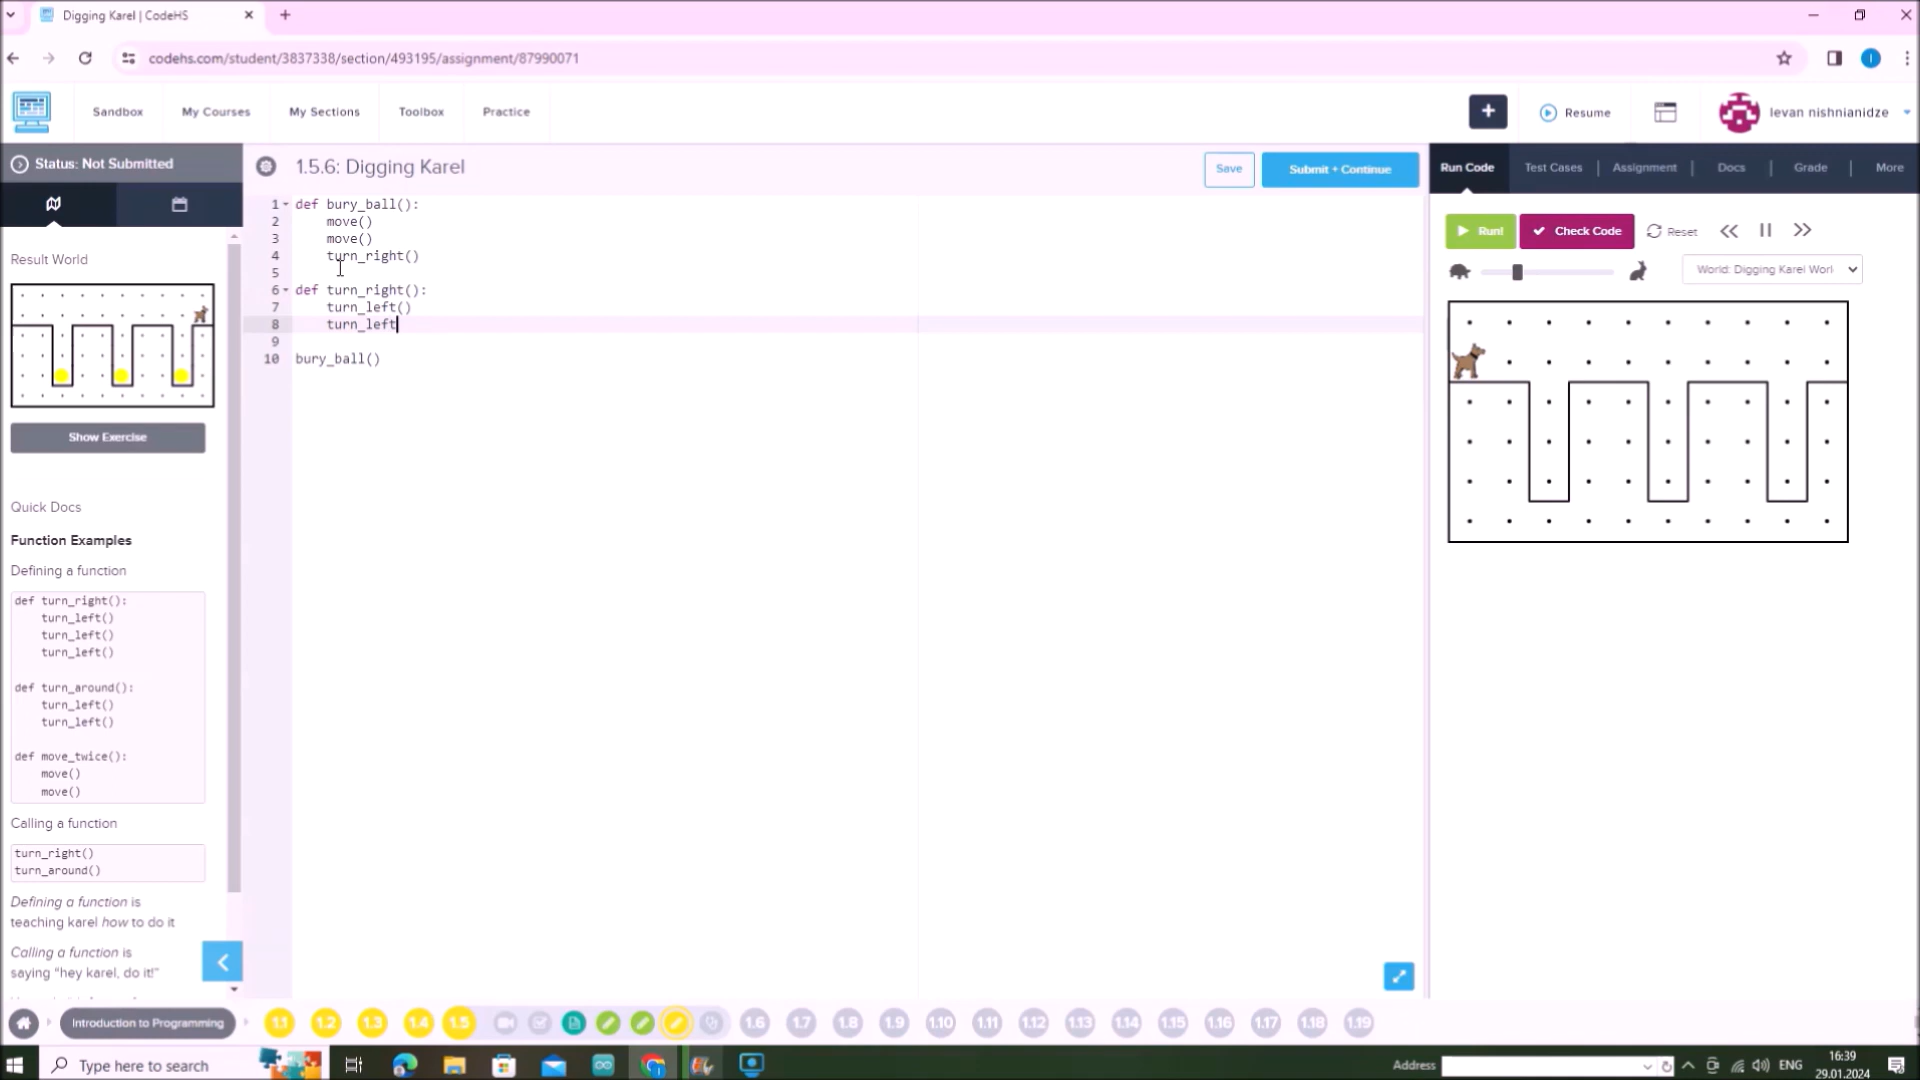 Digging Karel | CodeHS
codehs.com/student/3837338/section/493195/assignment/87990071
Sandbox
My Courses
My Sections
Toolbox
Practice
Resume
levan nishnianidze
Status: Not Submitted
1.5.6: Digging Karel
Save
Submit + Continue
Run Code
Test Cases
Assignment
Docs
Grade
More
Result World
Show Exercise
Quick Docs
Function Examples
Defining a function
def turn_right():
turn_left()
turn_left()
turn_left()
def turn_around():
turn_left()
turn_left()
def move_twice():
move()
move()
Calling a function
turn_right()
turn_around()
Defining a function is
teaching karel how to do it
Calling a function is
saying "hey karel, do it!"
1 def bury_ball():
2 move()
3 move()
4 turn_right()
5
6 def turn_right():
7 turn_left()
8 turn_left
9
10 bury_ball()
Run!
Check Code
Reset
World: Digging Karel Worl
Introduction to Programming
1.1
1.2
1.3
1.4
1.5
1.6
1.7
1.8
1.9
1.10
1.11
1.12
1.13
1.14
1.15
1.16
1.17
1.18
1.19
Type here to search
Address
ENG
16:39
29.01.2024